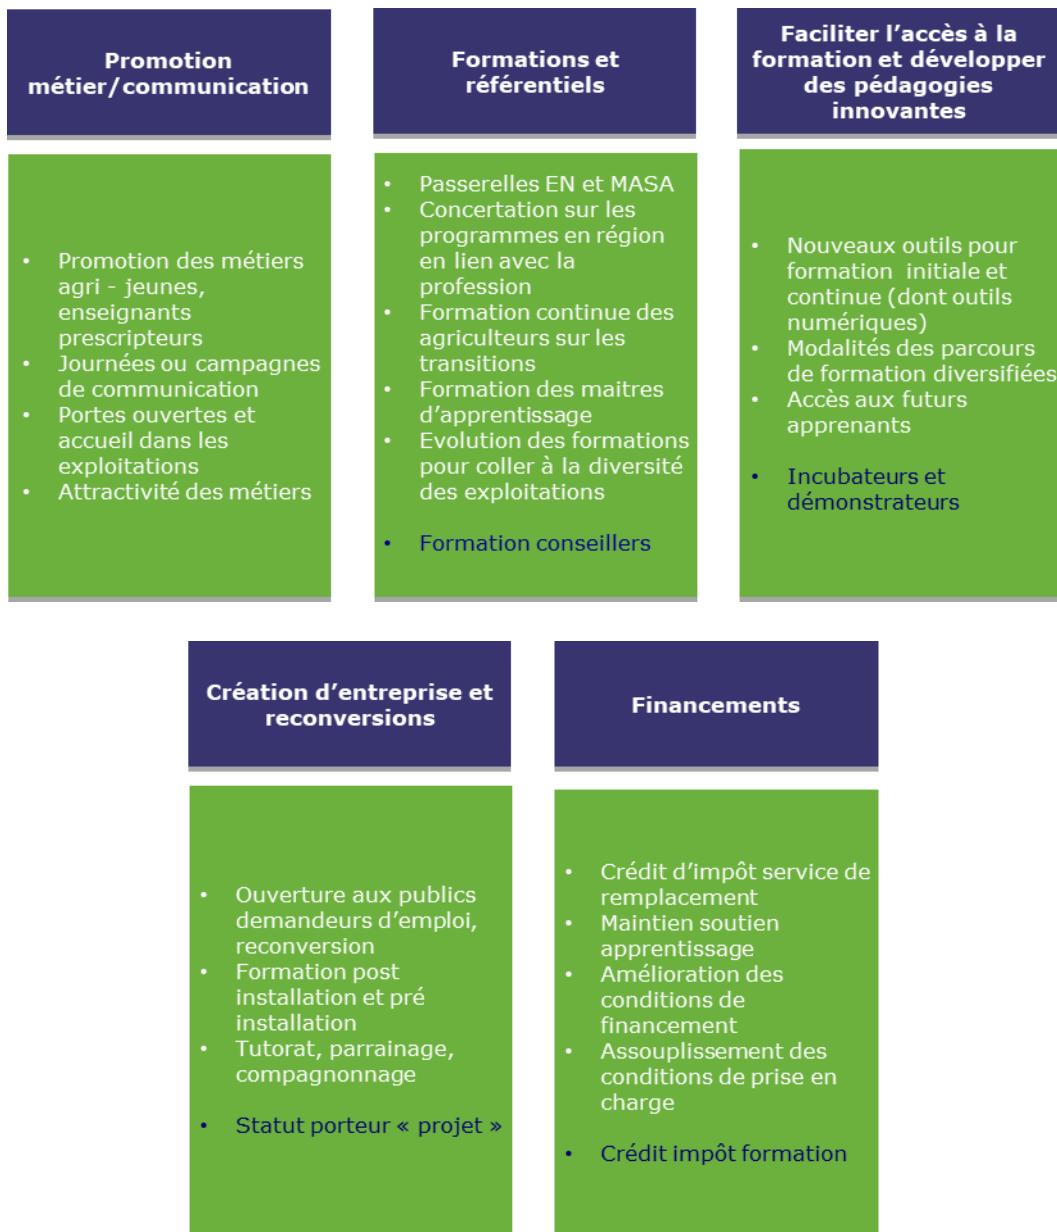 Promotion
métier/communication
• Promotion des métiers
agri - jeunes,
enseignants
prescripteurs
• Journées ou campagnes
de communication
• Portes ouvertes et
accueil dans les
exploitations
• Attractivité des métiers
Formations et
référentiels
• Passerelles EN et MASA
• Concertation sur les
programmes en région
en lien avec la
profession
• Formation continue des
agriculteurs sur les
transitions
• Formation des maitres
d’apprentissage
• Evolution des formations
pour coller à la diversité
des exploitations
• Formation conseillers
Faciliter l’accès à la
formation et développer
des pédagogies
innovantes
• Nouveaux outils pour
formation initiale et
continue (dont outils
numériques)
• Modalités des parcours
de formation diversifiées
• Accès aux futurs
apprenants
• Incubateurs et
démonstrateurs
Création d’entreprise et
reconversions
• Ouverture aux publics
demandeurs d’emploi,
reconversion
• Formation post
installation et pré
installation
• Tutorat, parrainage,
compagnonnage
• Statut porteur « projet »
Financements
• Crédit d’impôt service de
remplacement
• Maintien soutien
apprentissage
• Amélioration des
conditions de
financement
• Assouplissement des
conditions de prise en
charge
• Crédit impôt formation